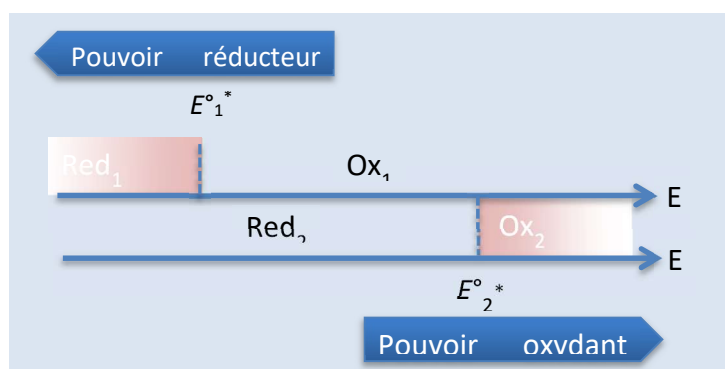 Pouvoir réducteur
E°₁*
Red₁ Ox₁
E
Red₂ Ox₂
E
E°₂*
Pouvoir oxydant